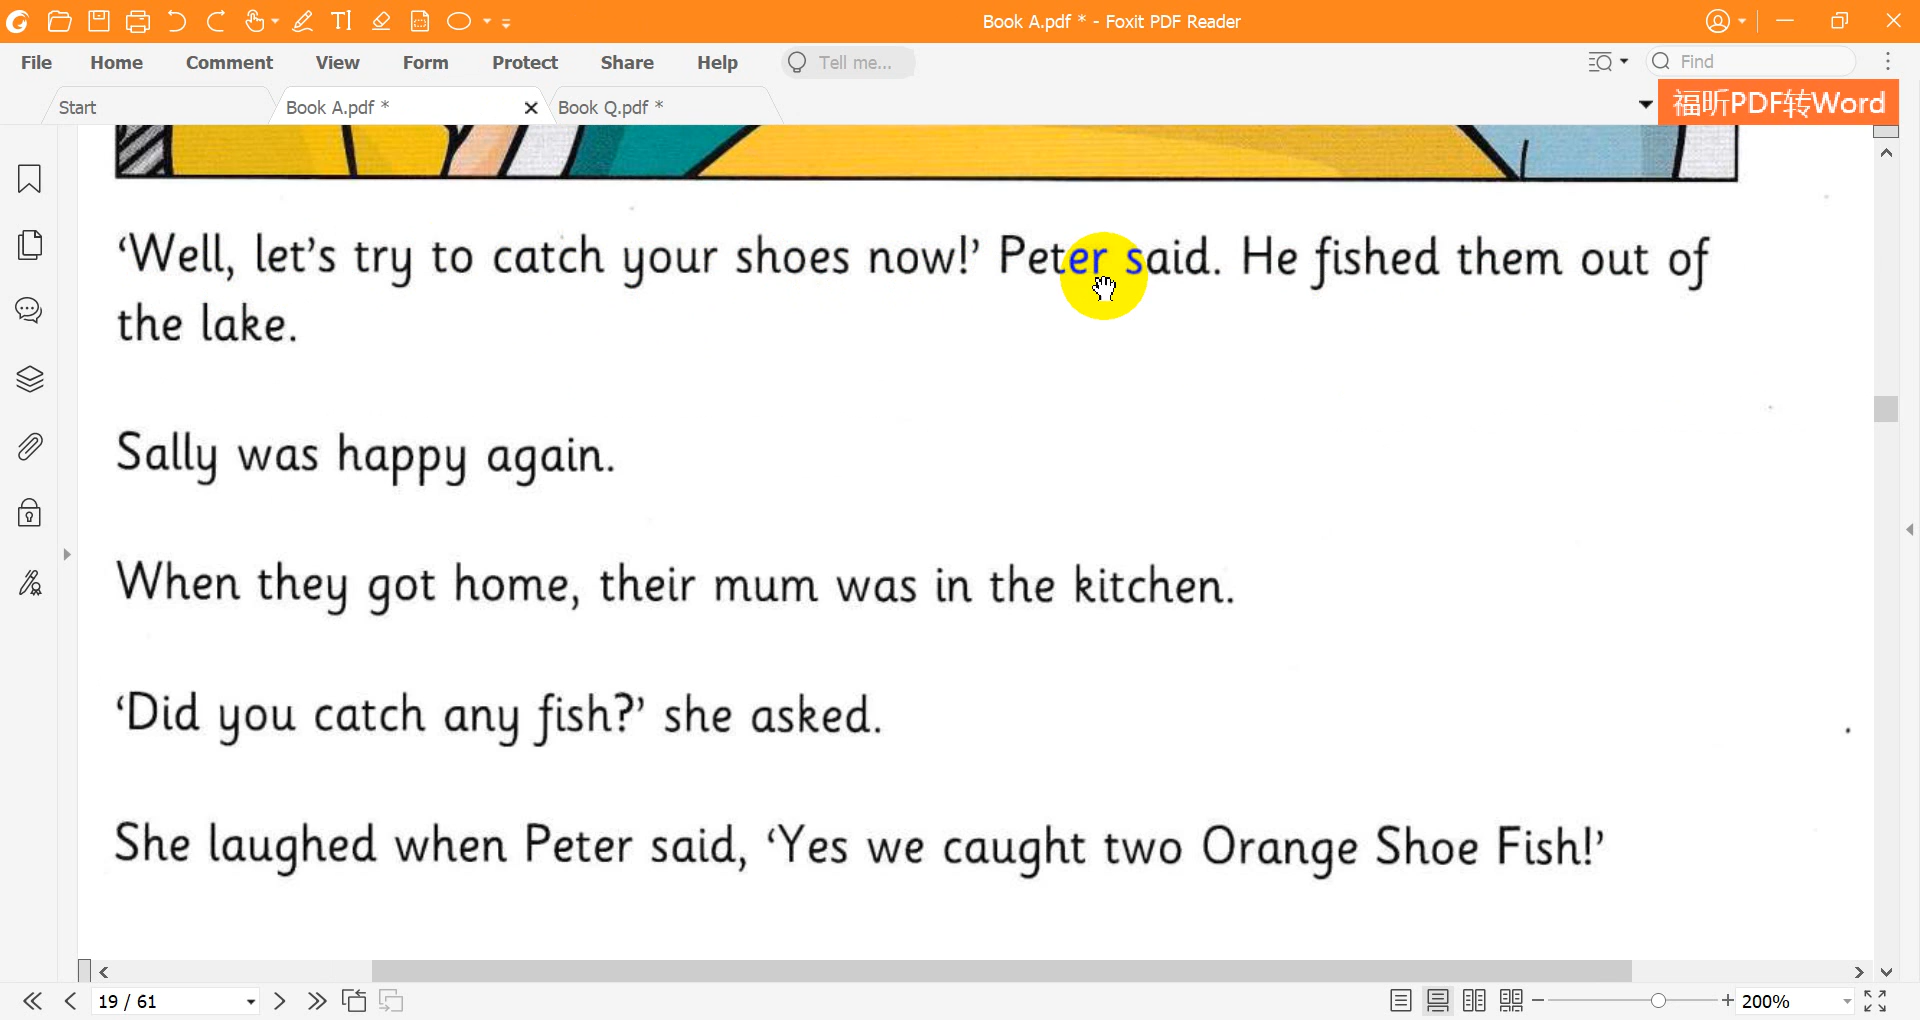 Book A.pdf * - Foxit PDF Reader
File Home Comment View Form Protect Share Help Tell me... Find
Start Book A.pdf * Book Q.pdf * 福昕PDF转Word
‘Well, let’s try to catch your shoes now!’ Peter said. He fished them out of
the lake.
Sally was happy again.
When they got home, their mum was in the kitchen.
‘Did you catch any fish?’ she asked.
She laughed when Peter said, ‘Yes we caught two Orange Shoe Fish!’
19 / 61 200%